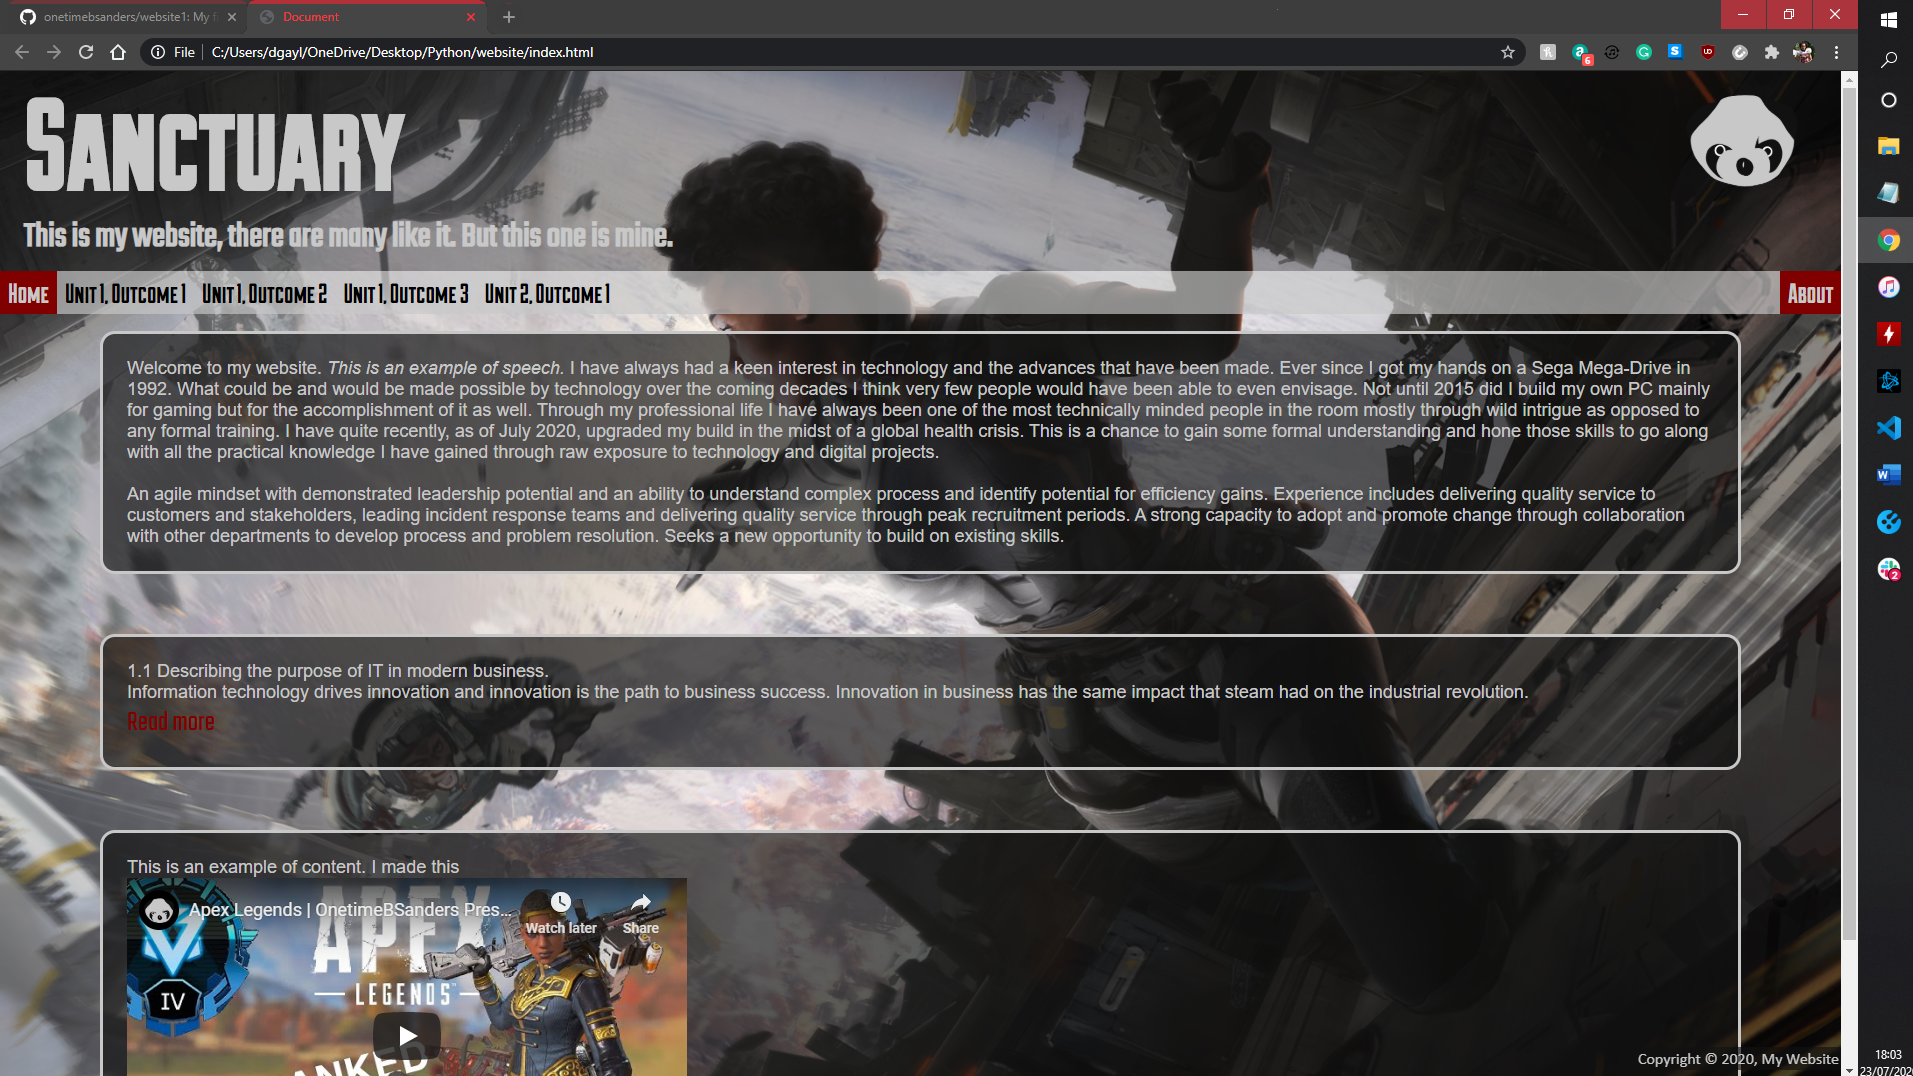 onetimebsanders/website1: My f
Document
File
C:/Users/dgayl/OneDrive/Desktop/Python/website/index.html
6
SANCTUARY
This is my website, there are many like it. But this one is mine.
HOME
UNIT 1, OUTCOME 1
UNIT 1, OUTCOME 2
UNIT 1, OUTCOME 3
UNIT 2, OUTCOME 1
ABOUT
Welcome to my website. This is an example of speech. I have always had a keen interest in technology and the advances that have been made. Ever since I got my hands on a Sega Mega-Drive in
1992. What could be and would be made possible by technology over the coming decades I think very few people would have been able to even envisage. Not until 2015 did I build my own PC mainly
for gaming but for the accomplishment of it as well. Through my professional life I have always been one of the most technically minded people in the room mostly through wild intrigue as opposed to
any formal training. I have quite recently, as of July 2020, upgraded my build in the midst of a global health crisis. This is a chance to gain some formal understanding and hone those skills to go along
with all the practical knowledge I have gained through raw exposure to technology and digital projects.
An agile mindset with demonstrated leadership potential and an ability to understand complex process and identify potential for efficiency gains. Experience includes delivering quality service to
customers and stakeholders, leading incident response teams and delivering quality service through peak recruitment periods. A strong capacity to adopt and promote change through collaboration
with other departments to develop process and problem resolution. Seeks a new opportunity to build on existing skills.
1.1 Describing the purpose of IT in modern business.
Information technology drives innovation and innovation is the path to business success. Innovation in business has the same impact that steam had on the industrial revolution.
Read more
This is an example of content. I made this
Apex Legends | OnetimeBSanders Pres...
Watch later
Share
APEX
LEGENDS
IV
ANKED
Copyright © 2020, My Website
2
18:03
23/07/202